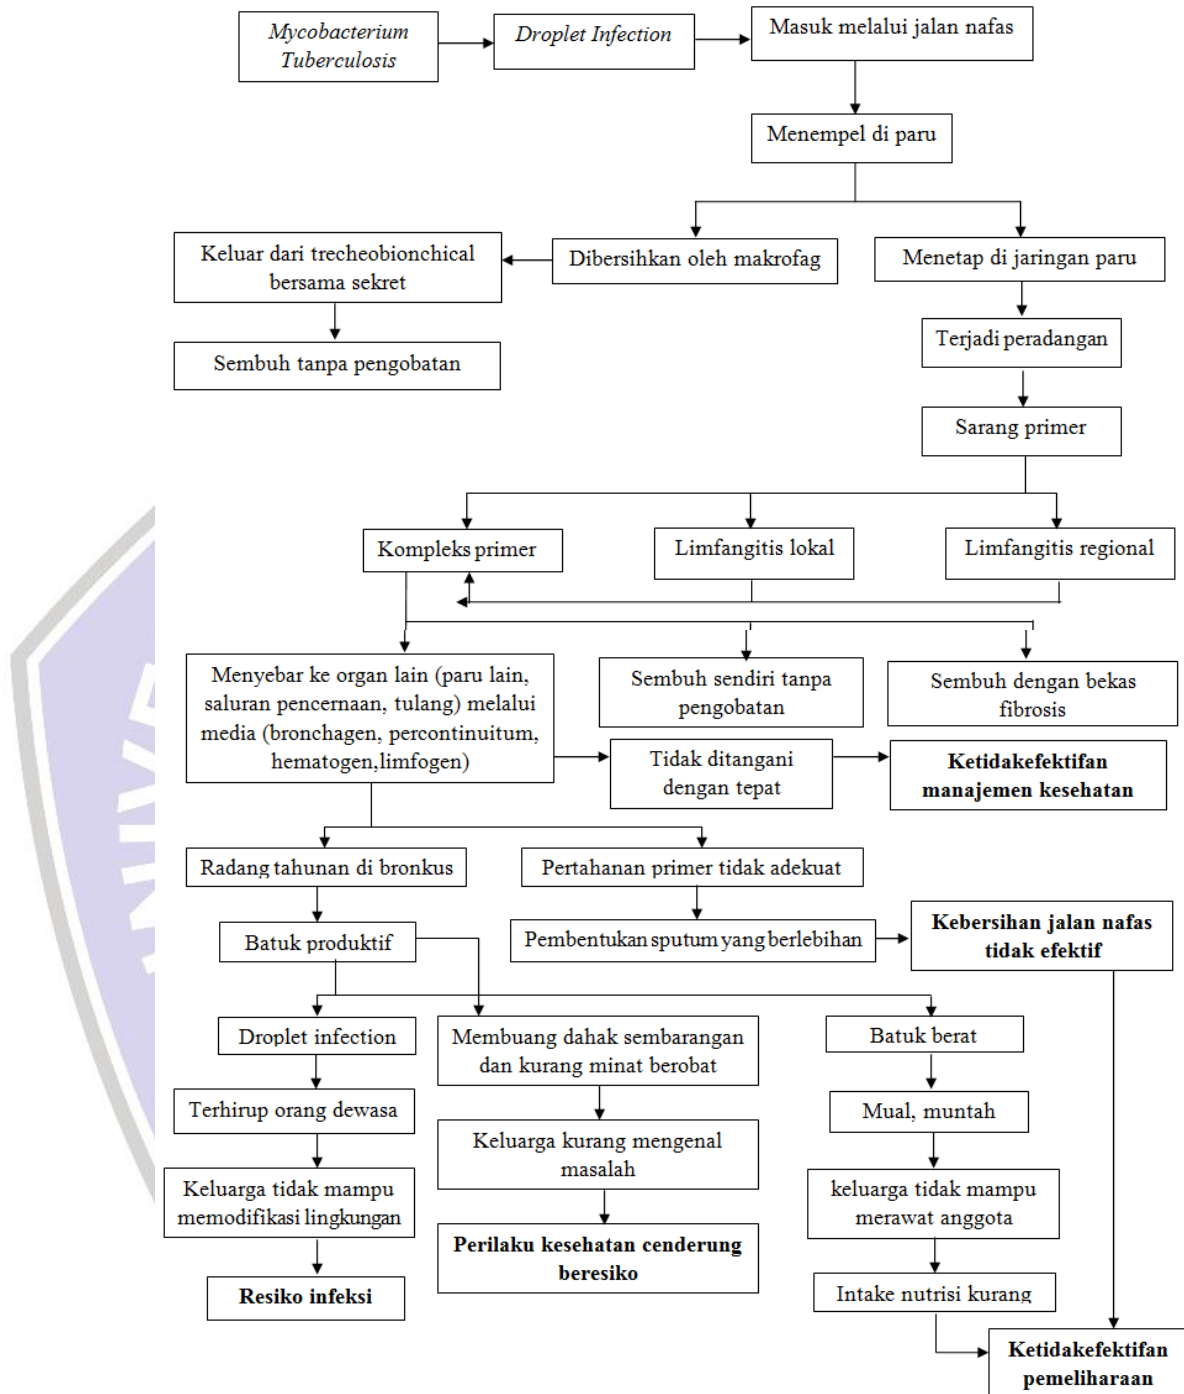 Mycobacterium
Tuberculosis
Droplet Infection
Masuk melalui jalan nafas
Menempel di paru
Keluar dari trecheobionchical
bersama sekret
Dibersihkan oleh makrofag
Menetap di jaringan paru
Sembuh tanpa pengobatan
Terjadi peradangan
Sarang primer
Kompleks primer
Limfangitis lokal
Limfangitis regional
Menyebar ke organ lain (paru lain,
saluran pencernaan, tulang) melalui
media (bronchagen, percontinuitum,
hematogen,limfogen)
Sembuh sendiri tanpa
pengobatan
Sembuh dengan bekas
fibrosis
Tidak ditangani
dengan tepat
Ketidakefektifan
manajemen kesehatan
Radang tahunan di bronkus
Pertahanan primer tidak adekuat
Batuk produktif
Pembentukan sputum yang berlebihan
Kebersihan jalan nafas
tidak efektif
Droplet infection
Membuang dahak sembarangan
dan kurang minat berobat
Batuk berat
Terhirup orang dewasa
Keluarga kurang mengenal
masalah
Mual, muntah
Keluarga tidak mampu
memodifikasi lingkungan
Perilaku kesehatan cenderung
beresiko
keluarga tidak mampu
merawat anggota
Resiko infeksi
Intake nutrisi kurang
Ketidakefektifan
pemeliharaan
UNIVE